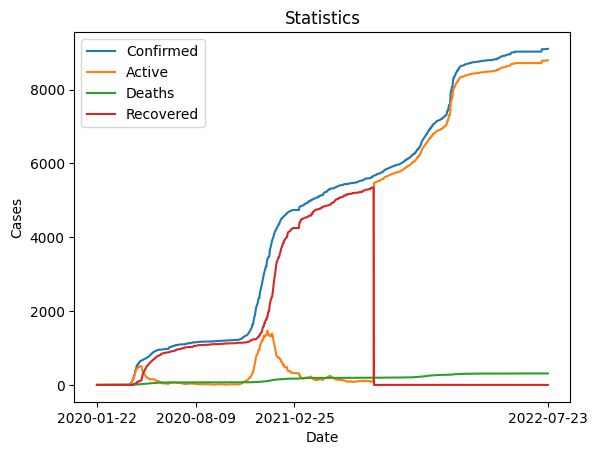 Statistics
Confirmed
Active
Deaths
Recovered
8000
6000
4000
2000
0
Cases
2020-01-22
2020-08-09
2021-02-25
2022-07-23
Date